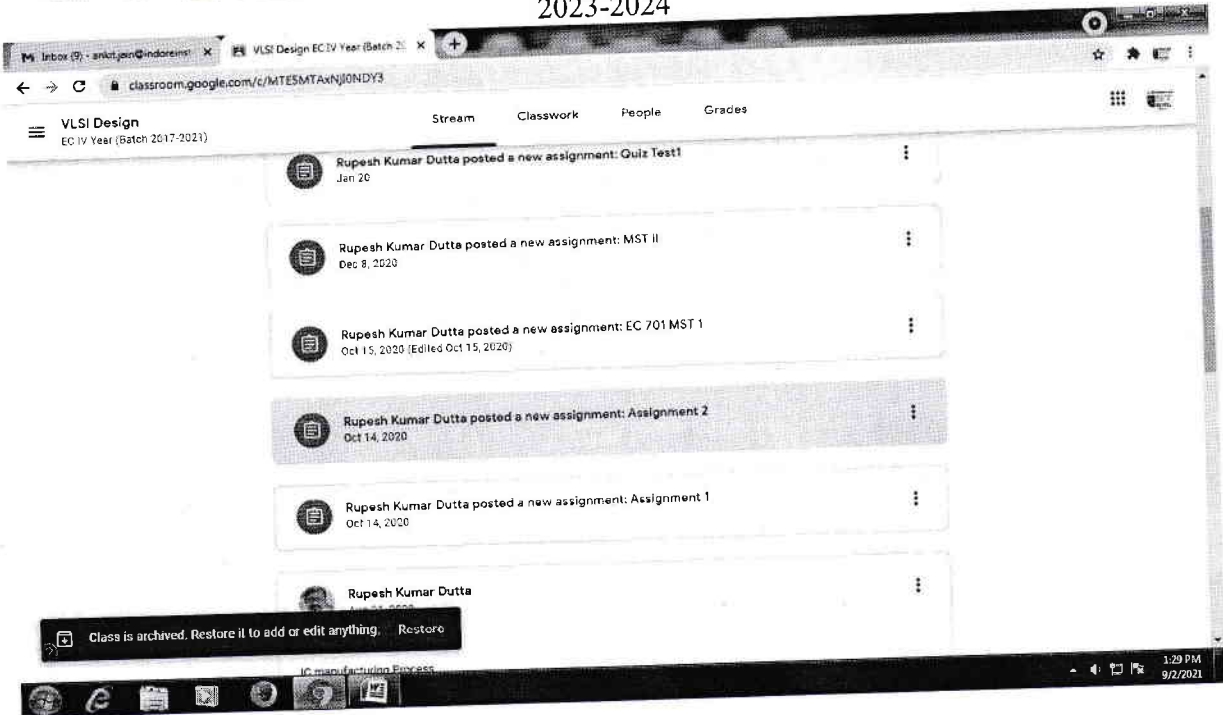 2023-2024
Inbox (9) - ankit.jain@indoreinst
VLSI Design EC IV Year (Batch 2
classroom.google.com/c/MTE5MTAxNjI0NDY3
VLSI Design
EC IV Year (Batch 2017-2021)
Stream Classwork People Grades
Rupesh Kumar Dutta posted a new assignment: Quiz Test1
Jan 20
Rupesh Kumar Dutta posted a new assignment: MST II
Dec 8, 2020
Rupesh Kumar Dutta posted a new assignment: EC 701 MST 1
Oct 15, 2020 (Edited Oct 15, 2020)
Rupesh Kumar Dutta posted a new assignment: Assignment 2
Oct 14, 2020
Rupesh Kumar Dutta posted a new assignment: Assignment 1
Oct 14, 2020
Rupesh Kumar Dutta
Class is archived. Restore it to add or edit anything. Restore
IC manufacturing Process
1:29 PM
9/2/2021